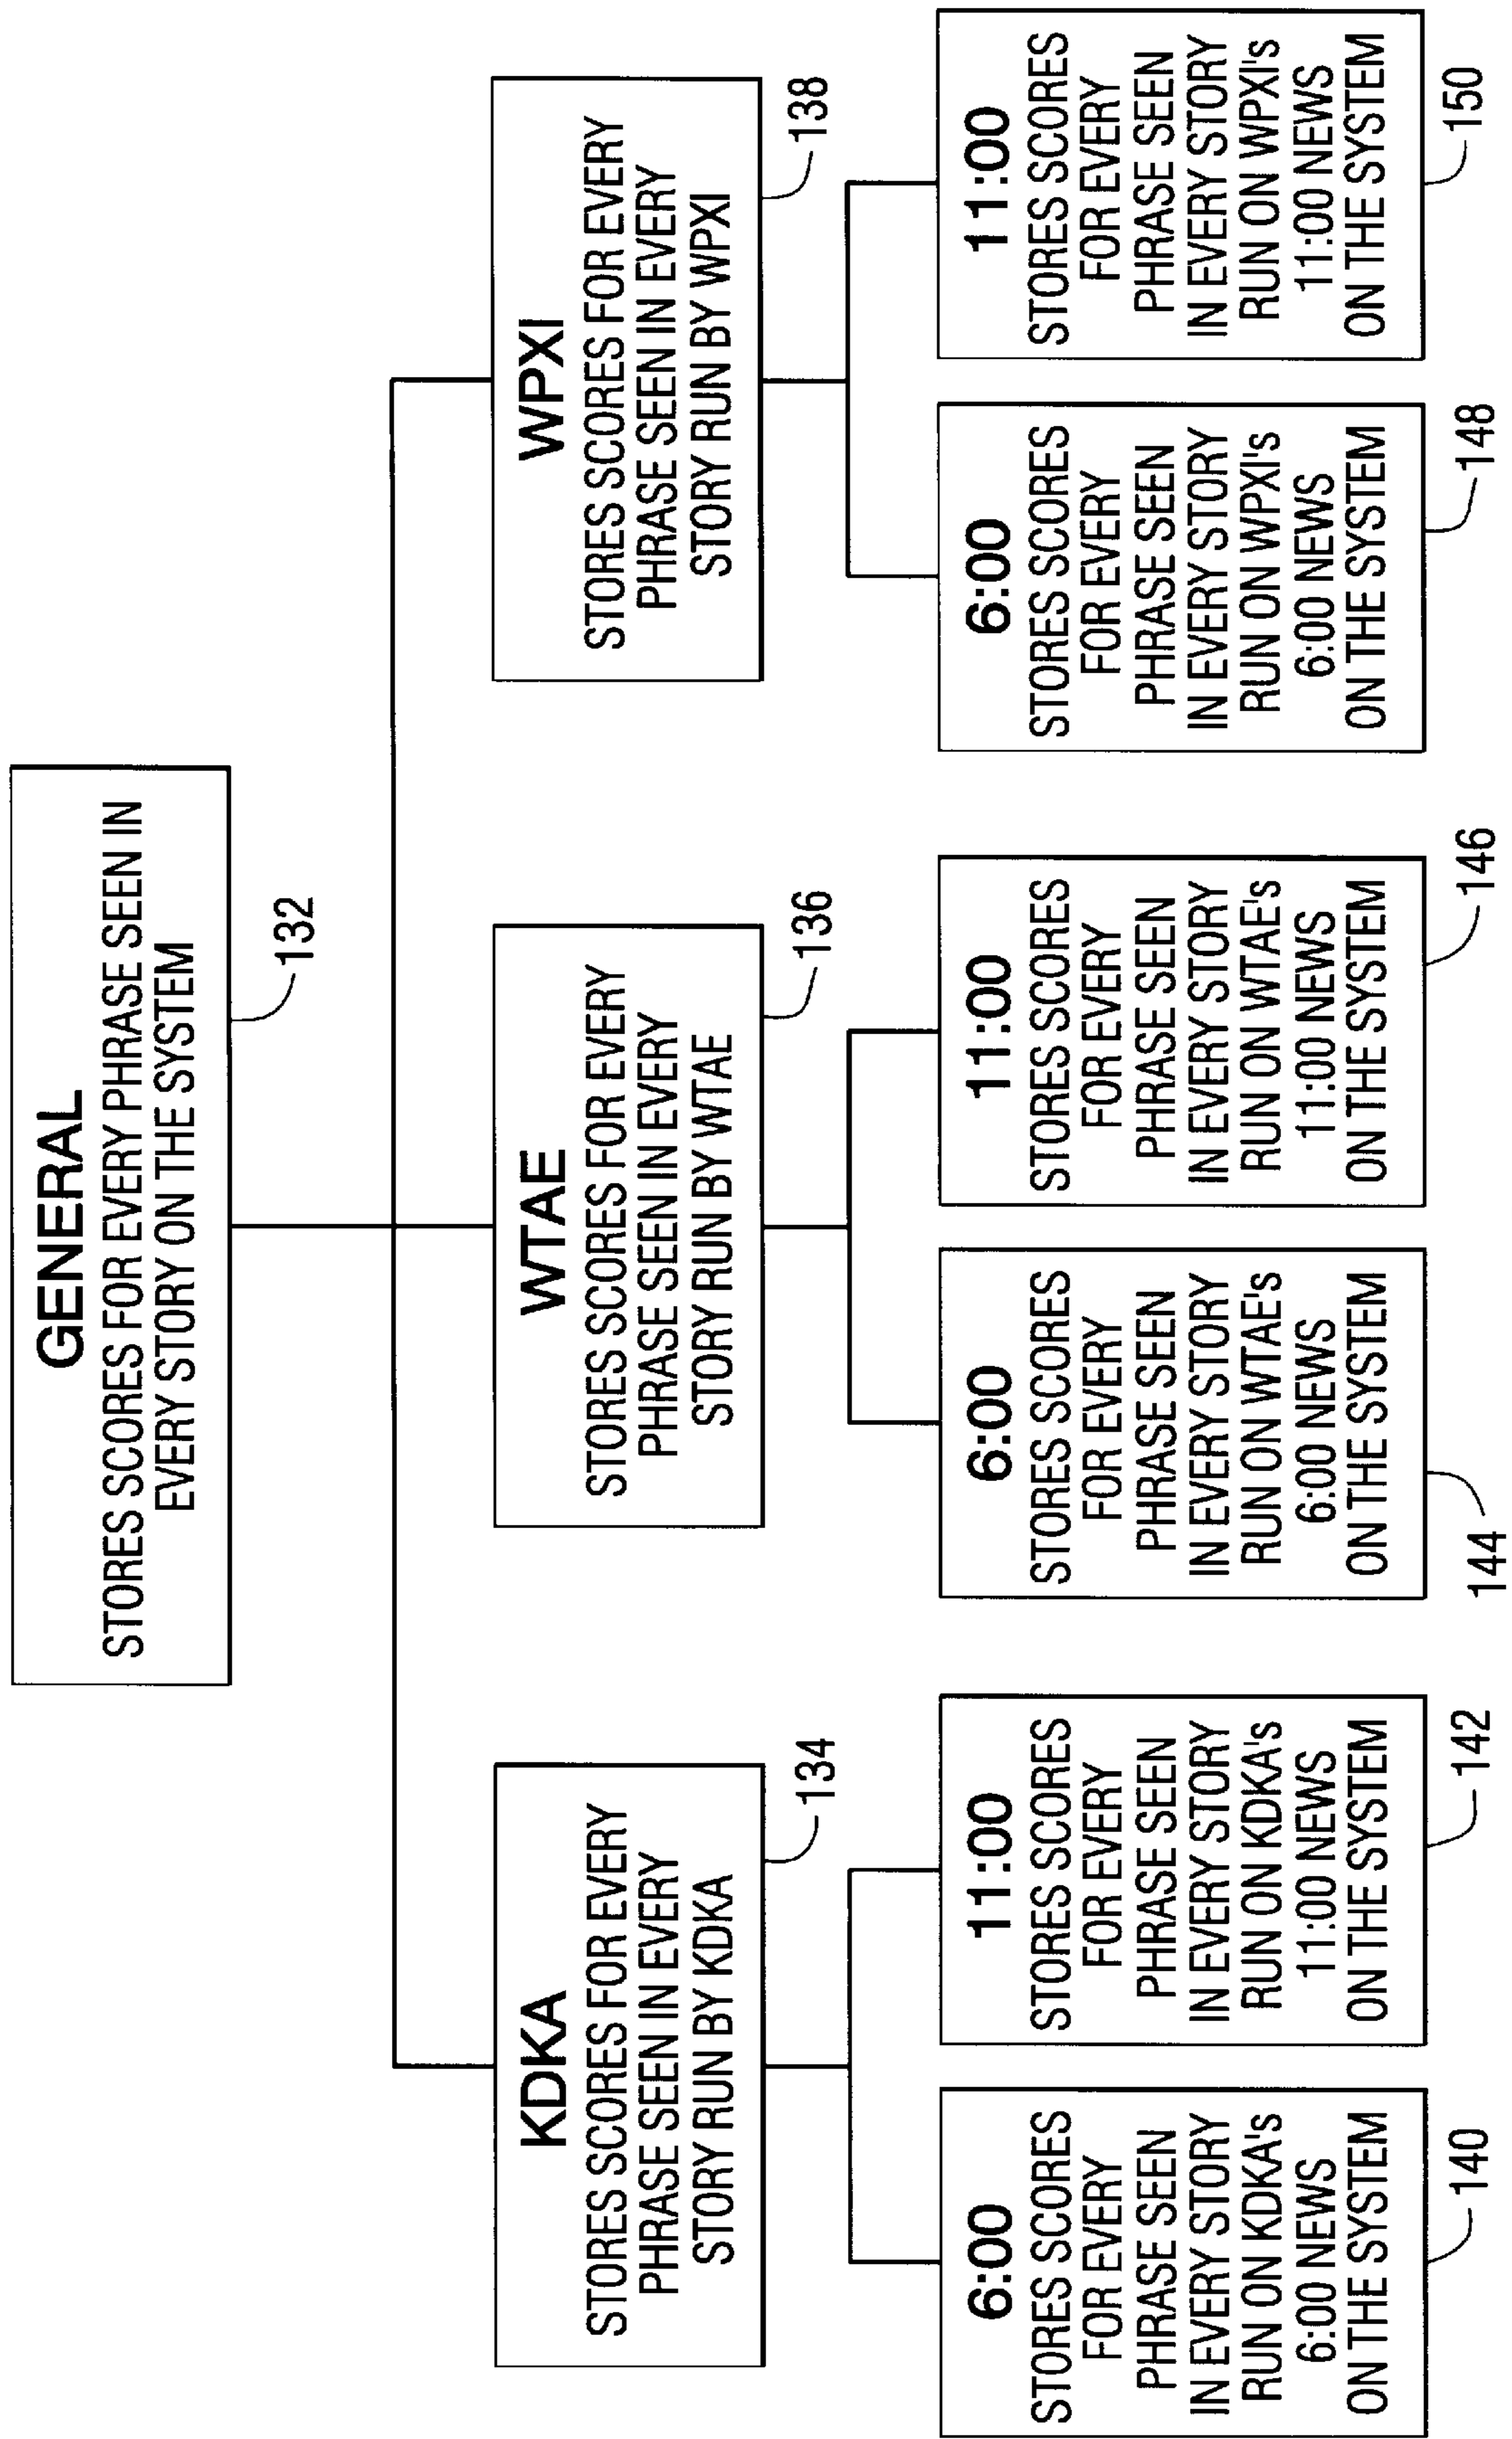 GENERAL
STORES SCORES FOR EVERY PHRASE SEEN IN
EVERY STORY ON THE SYSTEM
132
KDKA
STORES SCORES FOR EVERY
PHRASE SEEN IN EVERY
STORY RUN BY KDKA
134
WTAE
STORES SCORES FOR EVERY
PHRASE SEEN IN EVERY
STORY RUN BY WTAE
136
WPXI
STORES SCORES FOR EVERY
PHRASE SEEN IN EVERY
STORY RUN BY WPXI
138
6:00
STORES SCORES
FOR EVERY
PHRASE SEEN
IN EVERY STORY
RUN ON KDKA's
6:00 NEWS
ON THE SYSTEM
140
11:00
STORES SCORES
FOR EVERY
PHRASE SEEN
IN EVERY STORY
RUN ON KDKA's
11:00 NEWS
ON THE SYSTEM
142
6:00
STORES SCORES
FOR EVERY
PHRASE SEEN
IN EVERY STORY
RUN ON WTAE's
6:00 NEWS
ON THE SYSTEM
144
11:00
STORES SCORES
FOR EVERY
PHRASE SEEN
IN EVERY STORY
RUN ON WTAE's
11:00 NEWS
ON THE SYSTEM
146
6:00
STORES SCORES
FOR EVERY
PHRASE SEEN
IN EVERY STORY
RUN ON WPXI's
6:00 NEWS
ON THE SYSTEM
148
11:00
STORES SCORES
FOR EVERY
PHRASE SEEN
IN EVERY STORY
RUN ON WPXI's
11:00 NEWS
ON THE SYSTEM
150